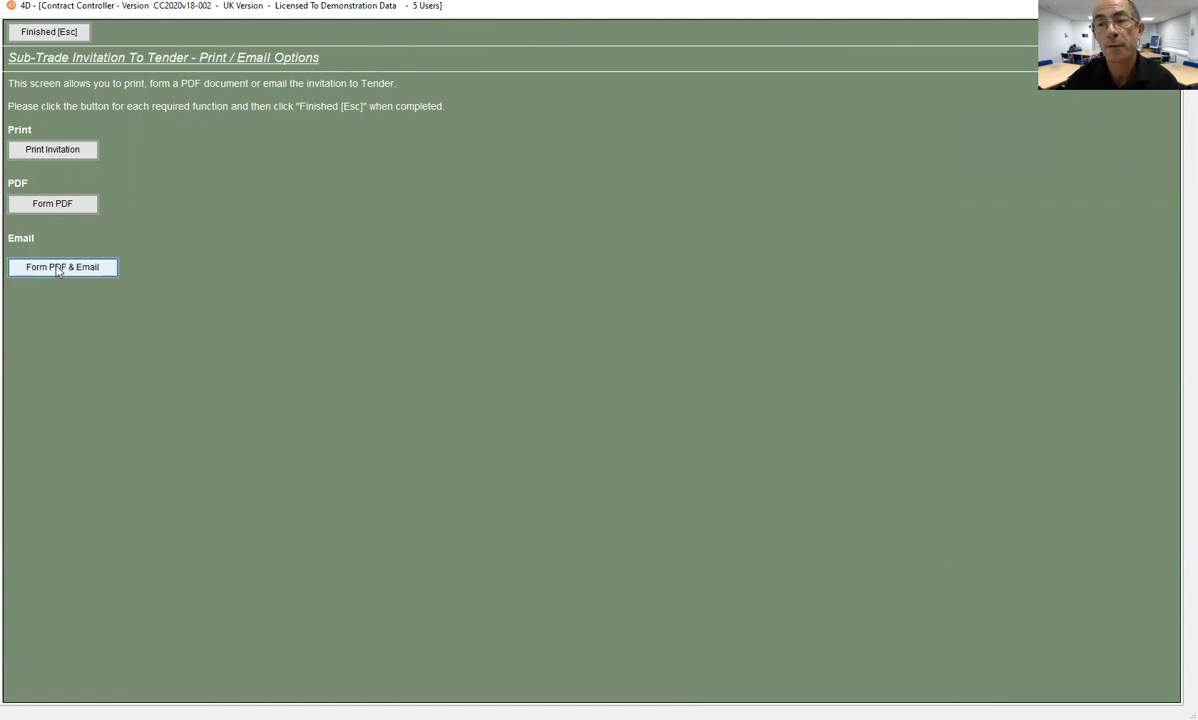 4D - [Contract Controller - Version CC2020v18-002 - UK Version - Licensed To Demonstration Data - 5 Users]
Finished [Esc]
Sub-Trade Invitation To Tender - Print / Email Options
This screen allows you to print, form a PDF document or email the invitation to Tender.
Please click the button for each required function and then click "Finished [Esc]" when completed.
Print
Print Invitation
PDF
Form PDF
Email
Form PDF & Email